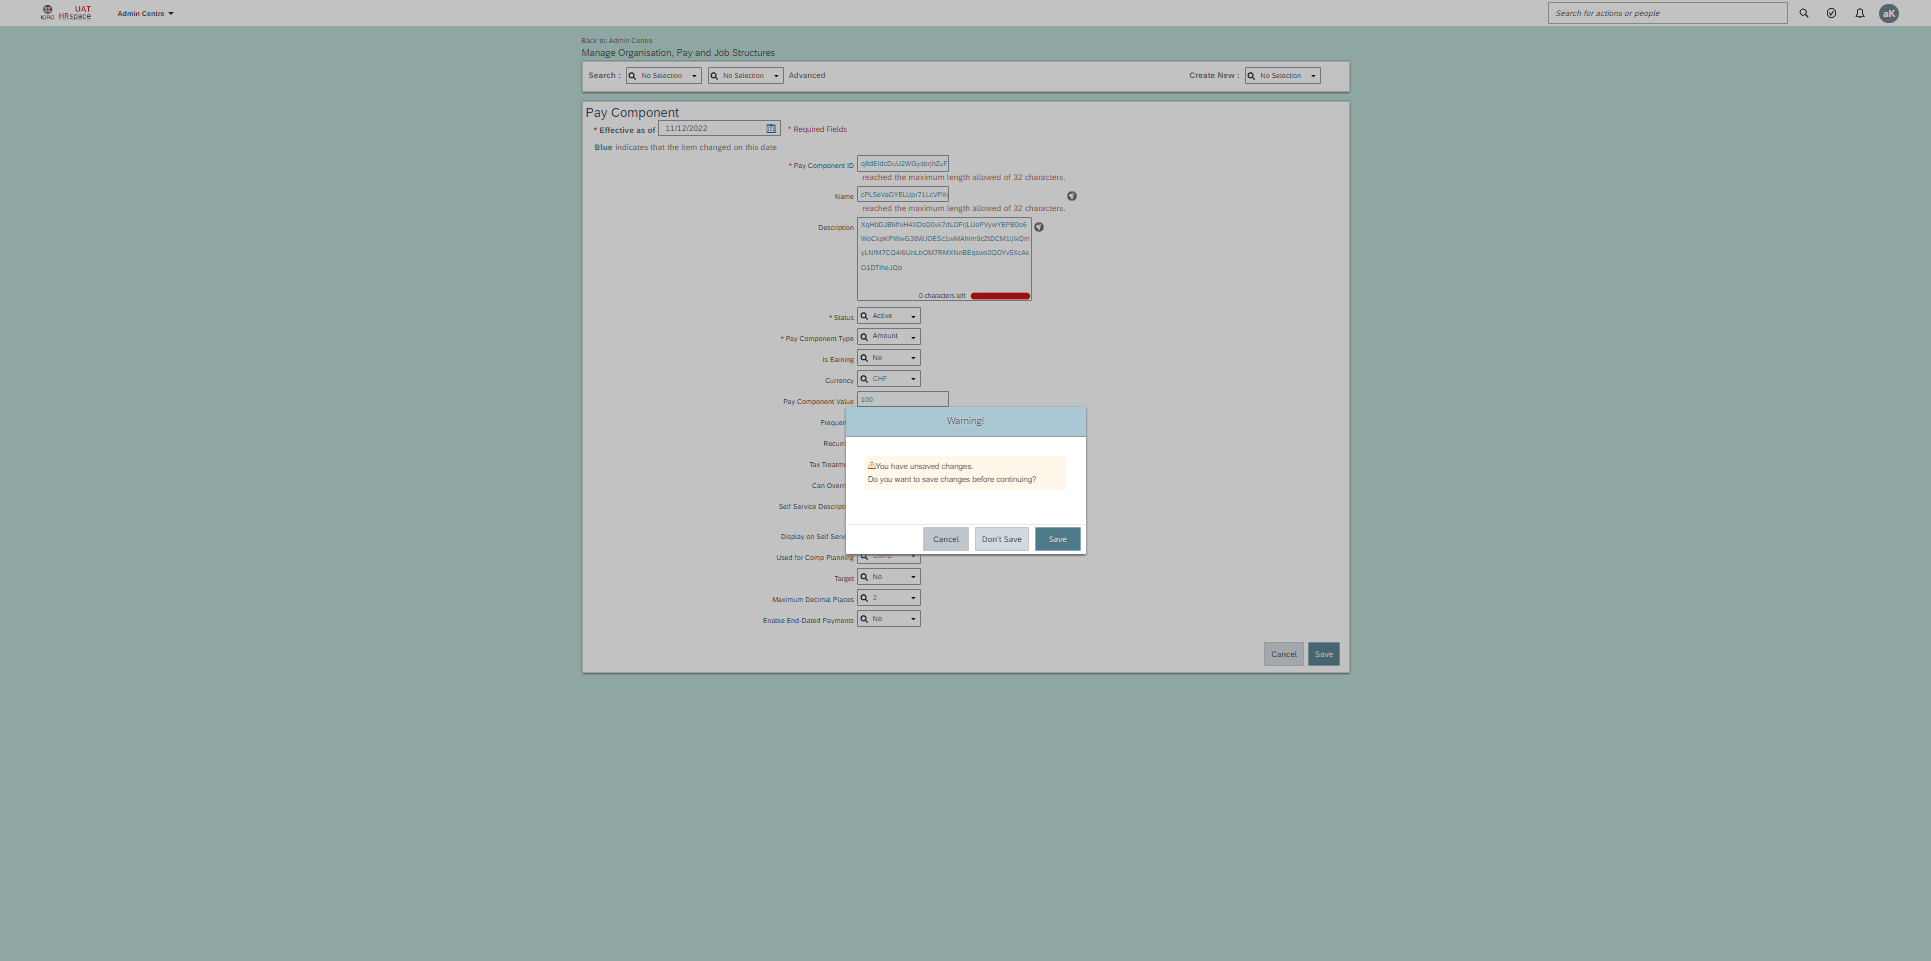 UAT
ICRC HRspace
Admin Centre
Search for actions or people
aK
Back to: Admin Centre
Manage Organisation, Pay and Job Structures
Search : No Selection No Selection Advanced
Create New : No Selection
Pay Component
* Effective as of 11/12/2022 * Required Fields
Blue indicates that the item changed on this date
* Pay Component ID
reached the maximum length allowed of 32 characters.
Name
reached the maximum length allowed of 32 characters.
Description
O1DTIheJQb
0 characters left
* Status Active
* Pay Component Type Amount
Is Earning No
Currency CHF
Pay Component Value 100
Warning!
Frequen
Recurri
You have unsaved changes.
Tax Treatme
Do you want to save changes before continuing?
Can Overri
Self Service Descripti
Display on Self Servi
Cancel Don't Save Save
Used for Comp Planning Comp
Target No
Maximum Decimal Places 2
Enable End-Dated Payments No
Cancel Save